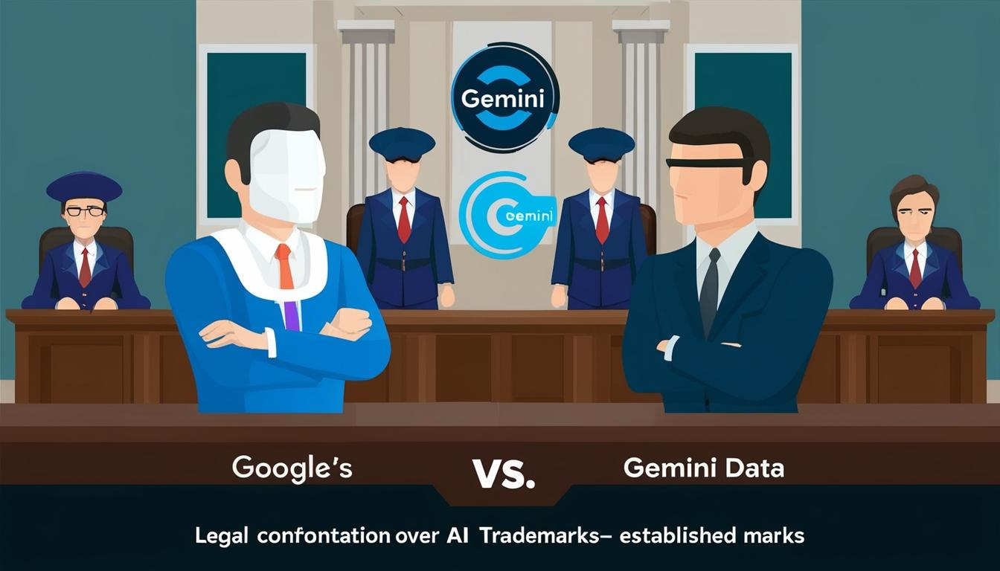 Gemini
Gemini
Google's
vs.
Gemini Data
Legal confontation over AI Trademarks– established marks